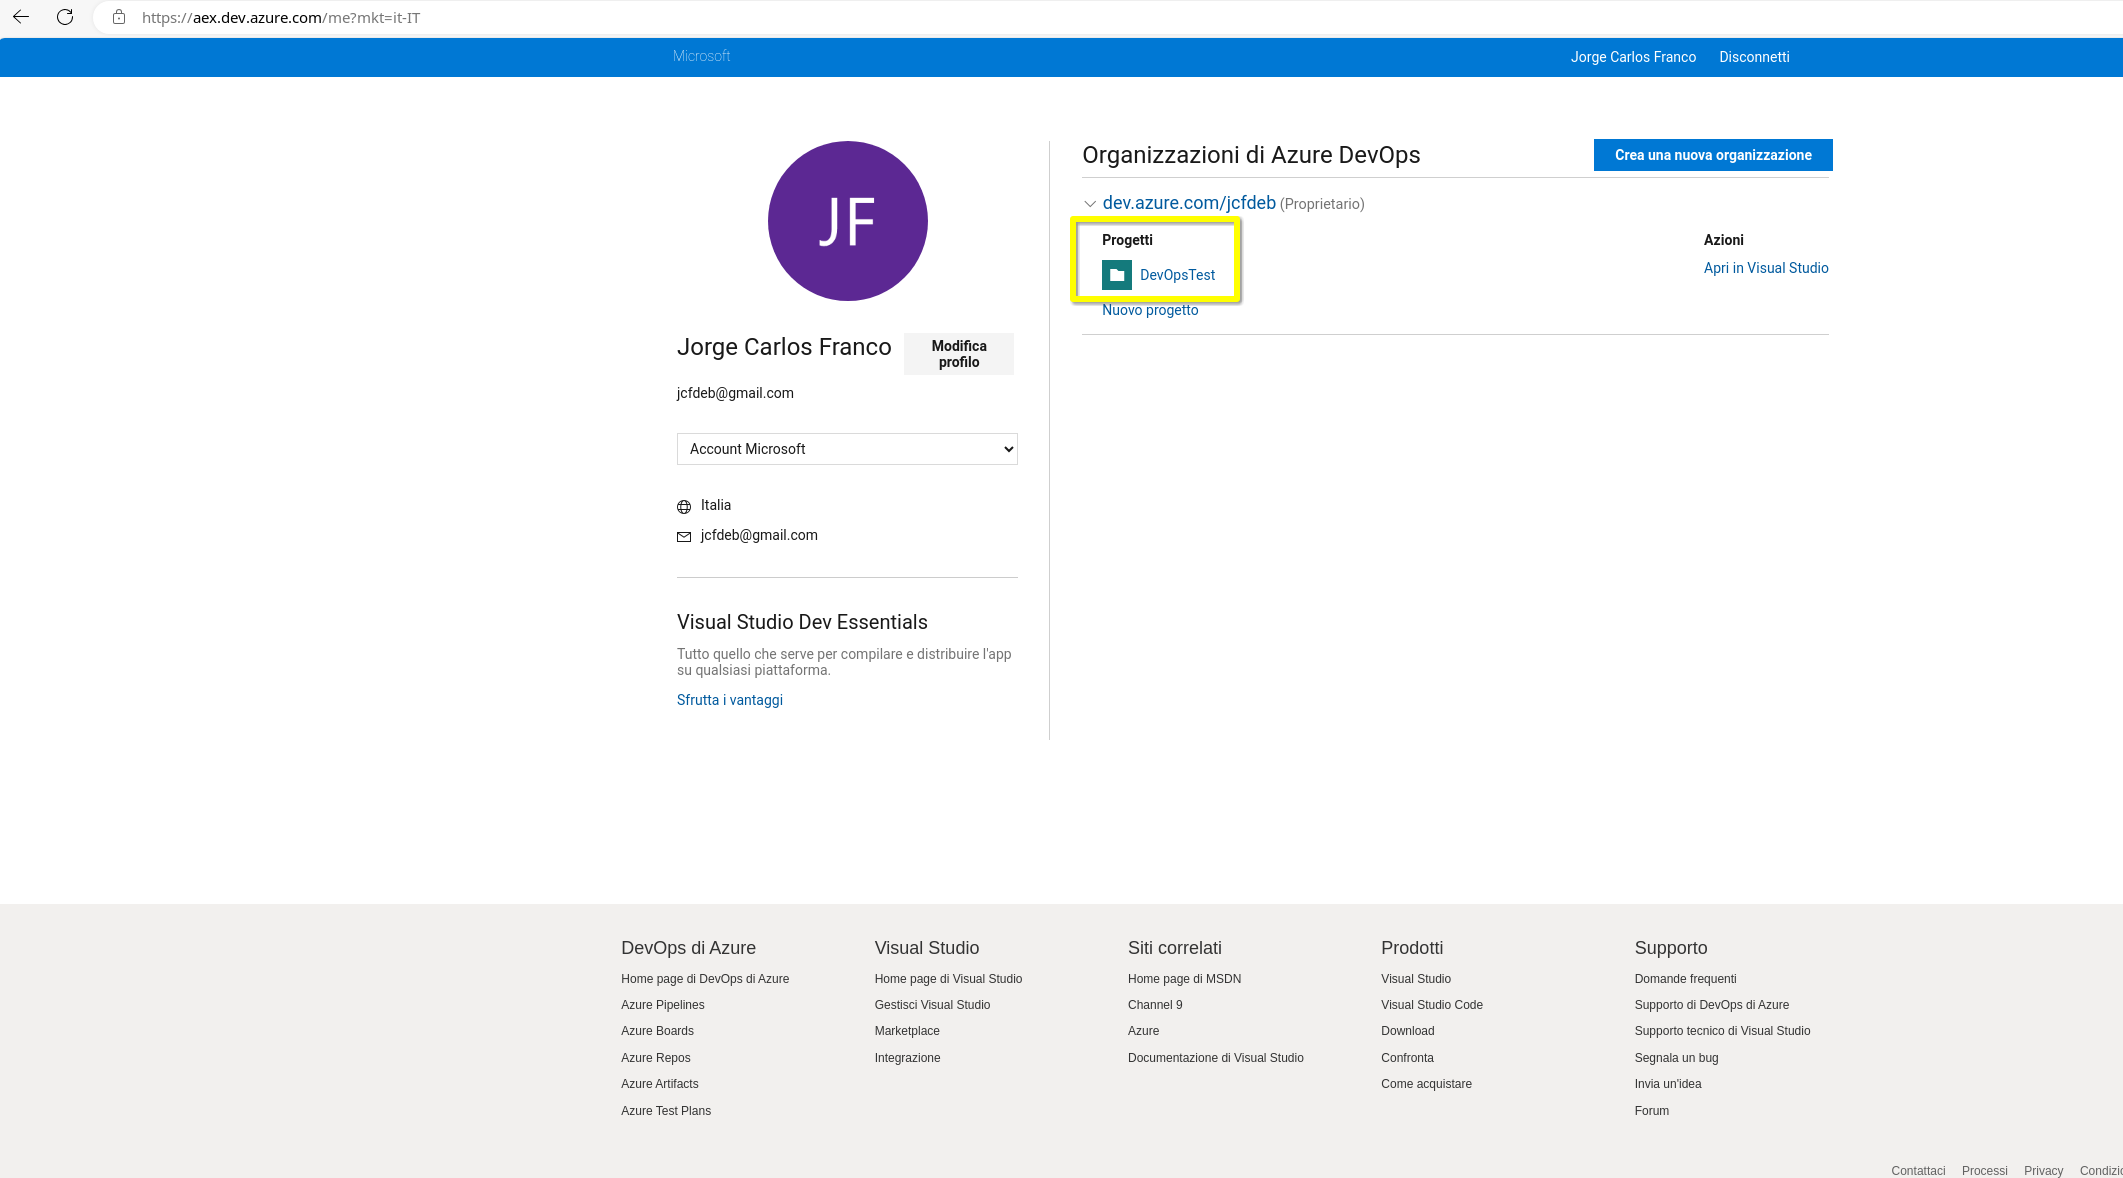 https://aex.dev.azure.com/me?mkt=it-IT
Microsoft
Jorge Carlos Franco
Disconnetti
JF
Jorge Carlos Franco
Modifica
profilo
jcfdeb@gmail.com
Account Microsoft
Italia
jcfdeb@gmail.com
Visual Studio Dev Essentials
Tutto quello che serve per compilare e distribuire l'app
su qualsiasi piattaforma.
Sfrutta i vantaggi
Organizzazioni di Azure DevOps
Crea una nuova organizzazione
dev.azure.com/jcfdeb (Proprietario)
Progetti
DevOpsTest
Nuovo progetto
Azioni
Apri in Visual Studio
DevOps di Azure
Home page di DevOps di Azure
Azure Pipelines
Azure Boards
Azure Repos
Azure Artifacts
Azure Test Plans
Visual Studio
Home page di Visual Studio
Gestisci Visual Studio
Marketplace
Integrazione
Siti correlati
Home page di MSDN
Channel 9
Azure
Documentazione di Visual Studio
Prodotti
Visual Studio
Visual Studio Code
Download
Confronta
Come acquistare
Supporto
Domande frequenti
Supporto di DevOps di Azure
Supporto tecnico di Visual Studio
Segnala un bug
Invia un'idea
Forum
Contattaci
Processi
Privacy